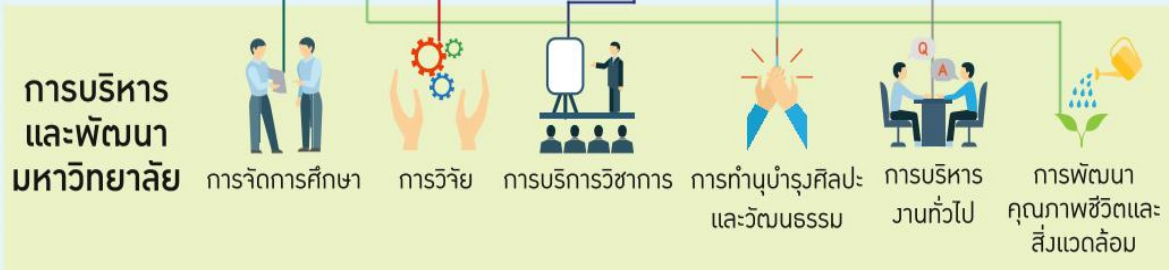 การบริหาร
และพัฒนา
มหาวิทยาลัย
การจัดการศึกษา
การวิจัย
การบริการวิชาการ
การทำนุบำรุงศิลปะ
และวัฒนธรรม
Q
A
การบริหาร
งานทั่วไป
การพัฒนา
คุณภาพชีวิตและ
สิ่งแวดล้อม